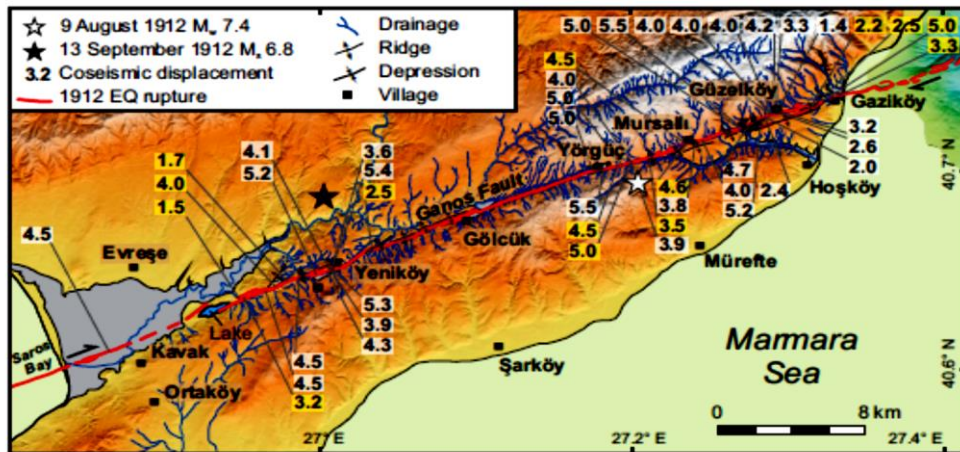 9 August 1912 Mw 7.4
13 September 1912 Ms 6.8
3.2 Coseismic displacement
1912 EQ rupture
Drainage
Ridge
Depression
Village
5.0 5.5 4.0 4.0 4.0 4.2 3.3 1.4 2.2 2.5 5.0
3.3
4.5
4.0
5.0
5.0
Güzelköy
Gaziköy
Mursallı
Yörgüç
3.2
2.6
2.0
Hoşköy
40.7° N
1.7
4.0
1.5
4.1
5.2
3.6
5.4
2.5
Ganos Fault
5.5
4.5
5.0
4.6
3.8
3.5
3.9
4.7
4.0
5.2
2.4
4.5
Evreşe
Gölcük
Mürefte
Yeniköy
Lake
5.3
3.9
4.3
Saros
Bay
Kavak
4.5
4.5
3.2
Şarköy
Marmara
Sea
40.6° N
Ortaköy
0 8 km
27° E
27.2° E
27.4° E